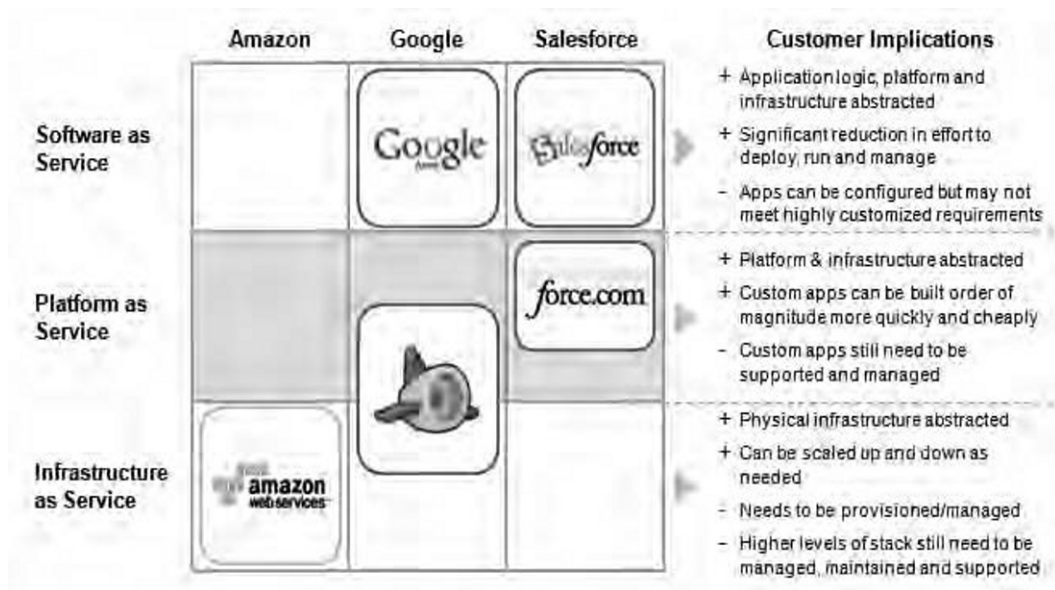 Amazon Google Salesforce Customer Implications
Software as
Service
Google
force
+ Application logic, platform and
infrastructure abstracted
+ Significant reduction in effort to
deploy, run and manage
- Apps can be configured but may not
meet highly customized requirements
Platform as
Service
force.com
+ Platform & infrastructure abstracted
+ Custom apps can be built order of
magnitude more quickly and cheaply
- Custom apps still need to be
supported and managed
Infrastructure
as Service
amazon
webservices
+ Physical infrastructure abstracted
+ Can be scaled up and down as
needed
- Needs to be provisioned/managed
- Higher levels of stack still need to be
managed, maintained and supported